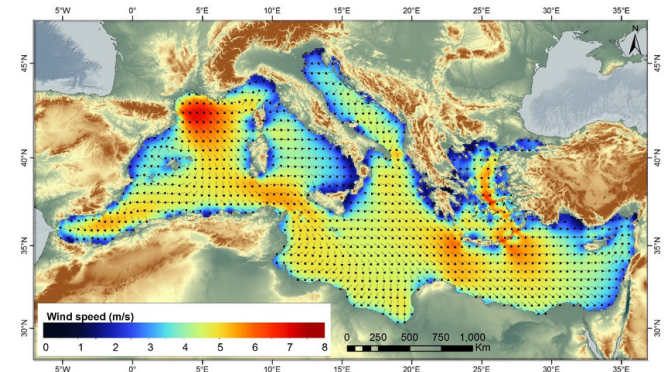 5°W 0° 5°E 10°E 15°E 20°E 25°E 30°E 35°E
N
45°N 45°N
40°N 40°N
35°N 35°N
30°N 30°N
Wind speed (m/s)
0 1 2 3 4 5 6 7 8
0 250 500 750 1,000
Km
5°W 0° 5°E 10°E 15°E 20°E 25°E 30°E 35°E